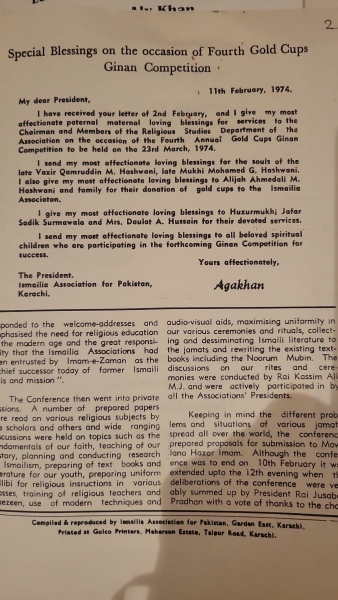 Khan
2
Special Blessings on the occasion of Fourth Gold Cups
Ginan Competition .
11th February, 1974.
My dear President,
I have received your letter of 2nd February, and I give my most
affectionate paternal maternal loving blessings for services to the
Chairman and Members of the Religious Studies Department of the
Association on the occasion of the Fourth Annual Gold Cups Ginan
Competition to be held on the 23rd March, 1974.
I send my most affectionate loving blessings for the souls of the
late Vazir Qamruddin M. Hashwani, late Mukhi Mohamed G. Hashwani.
I also give my most affectionate loving blessings to Alijah Ahmedali M.
Hashwani and family for their donation of gold cups to the Ismailia
Associaton.
I give my most affectionate loving blessings to Huzurmukhi Jafar
Sadik Surmawala and Mrs. Daulat A. Hussain for their devoted services.
I send my most affectionate loving blessings to all beloved spiritual
children who are participating in the forthcoming Ginan Competition for
success.
Yours affectionately,
The President.
Ismailia Association for Pakistan,
Karachi.
Agakhan
sponded to the welcome-addresses and
phasised the need for religious education
the modern age and the great responsi-
ity that the Ismailia Associations had
en entrusted by Imam-e-Zaman as the
chief successor today of former Ismaili
is and mission ".
The Conference then went into private
sions. A number of prepared papers
re read on various religious subjects by
e scholars and others and wide ranging
cussions were held on topics such as the
ndamentals of our faith, teaching of our
story, planning and conducting research
Ismailism, preparing of text books and
erature for our youth, preparing uniform
llibi for religious insructions in various
sses, training of religious teachers and
ezeen, use of modern techniques and
audio-visual aids, maximising uniformity in
our various ceremonies and rituals, collect-
ing and dessiminating Ismaili literature to
the jamats and rewriting the existing text-
books including the Noorum Mubin. The
discussions on our rites and cere-
monies were conducted by Rai Kassim Ali
M.J. and were actively participated in by
all the Associations' Presidents.
Keeping in mind the different prob
lems and situations of various jamat
spread all over the world, the conferenc
prepared proposals for submission to Mav
lana Hazar Imam. Although the confe
ence was to end on 10th February it w
extended upto the 12th evening when t
deliberations of the conference were ve
ably summed up by President Rai Jusab
Pradhan with a vote of thanks to the cha
Compiled & reproduced by Ismailia Association for Pakistan, Garden East, Karachi.
Printed at Gulco Printers, Meharson Estate, Talpur Road, Karachi.